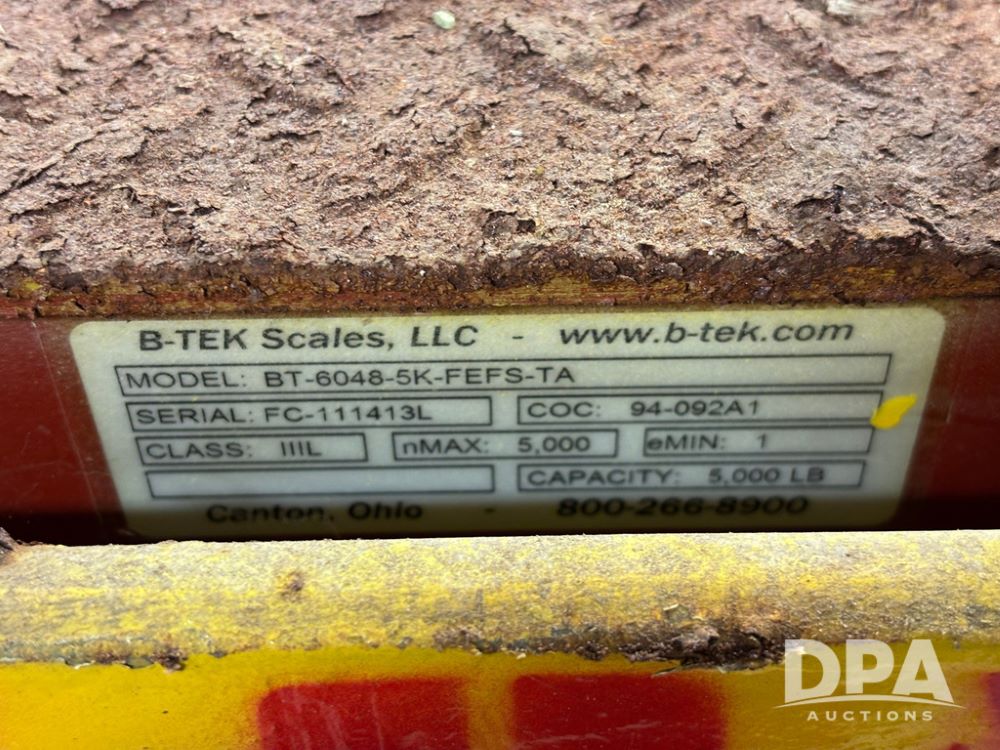 B-TEK Scales, LLC - www.b-tek.com
MODEL: BT-6048-5K-FEFS-TA
SERIAL: FC-111413L COC: 94-092A1
CLASS: IIIL nMAX: 5,000 eMIN: 1
CAPACITY: 5,000 LB
Canton, Ohio - 800-266-8900
DPA
AUCTIONS